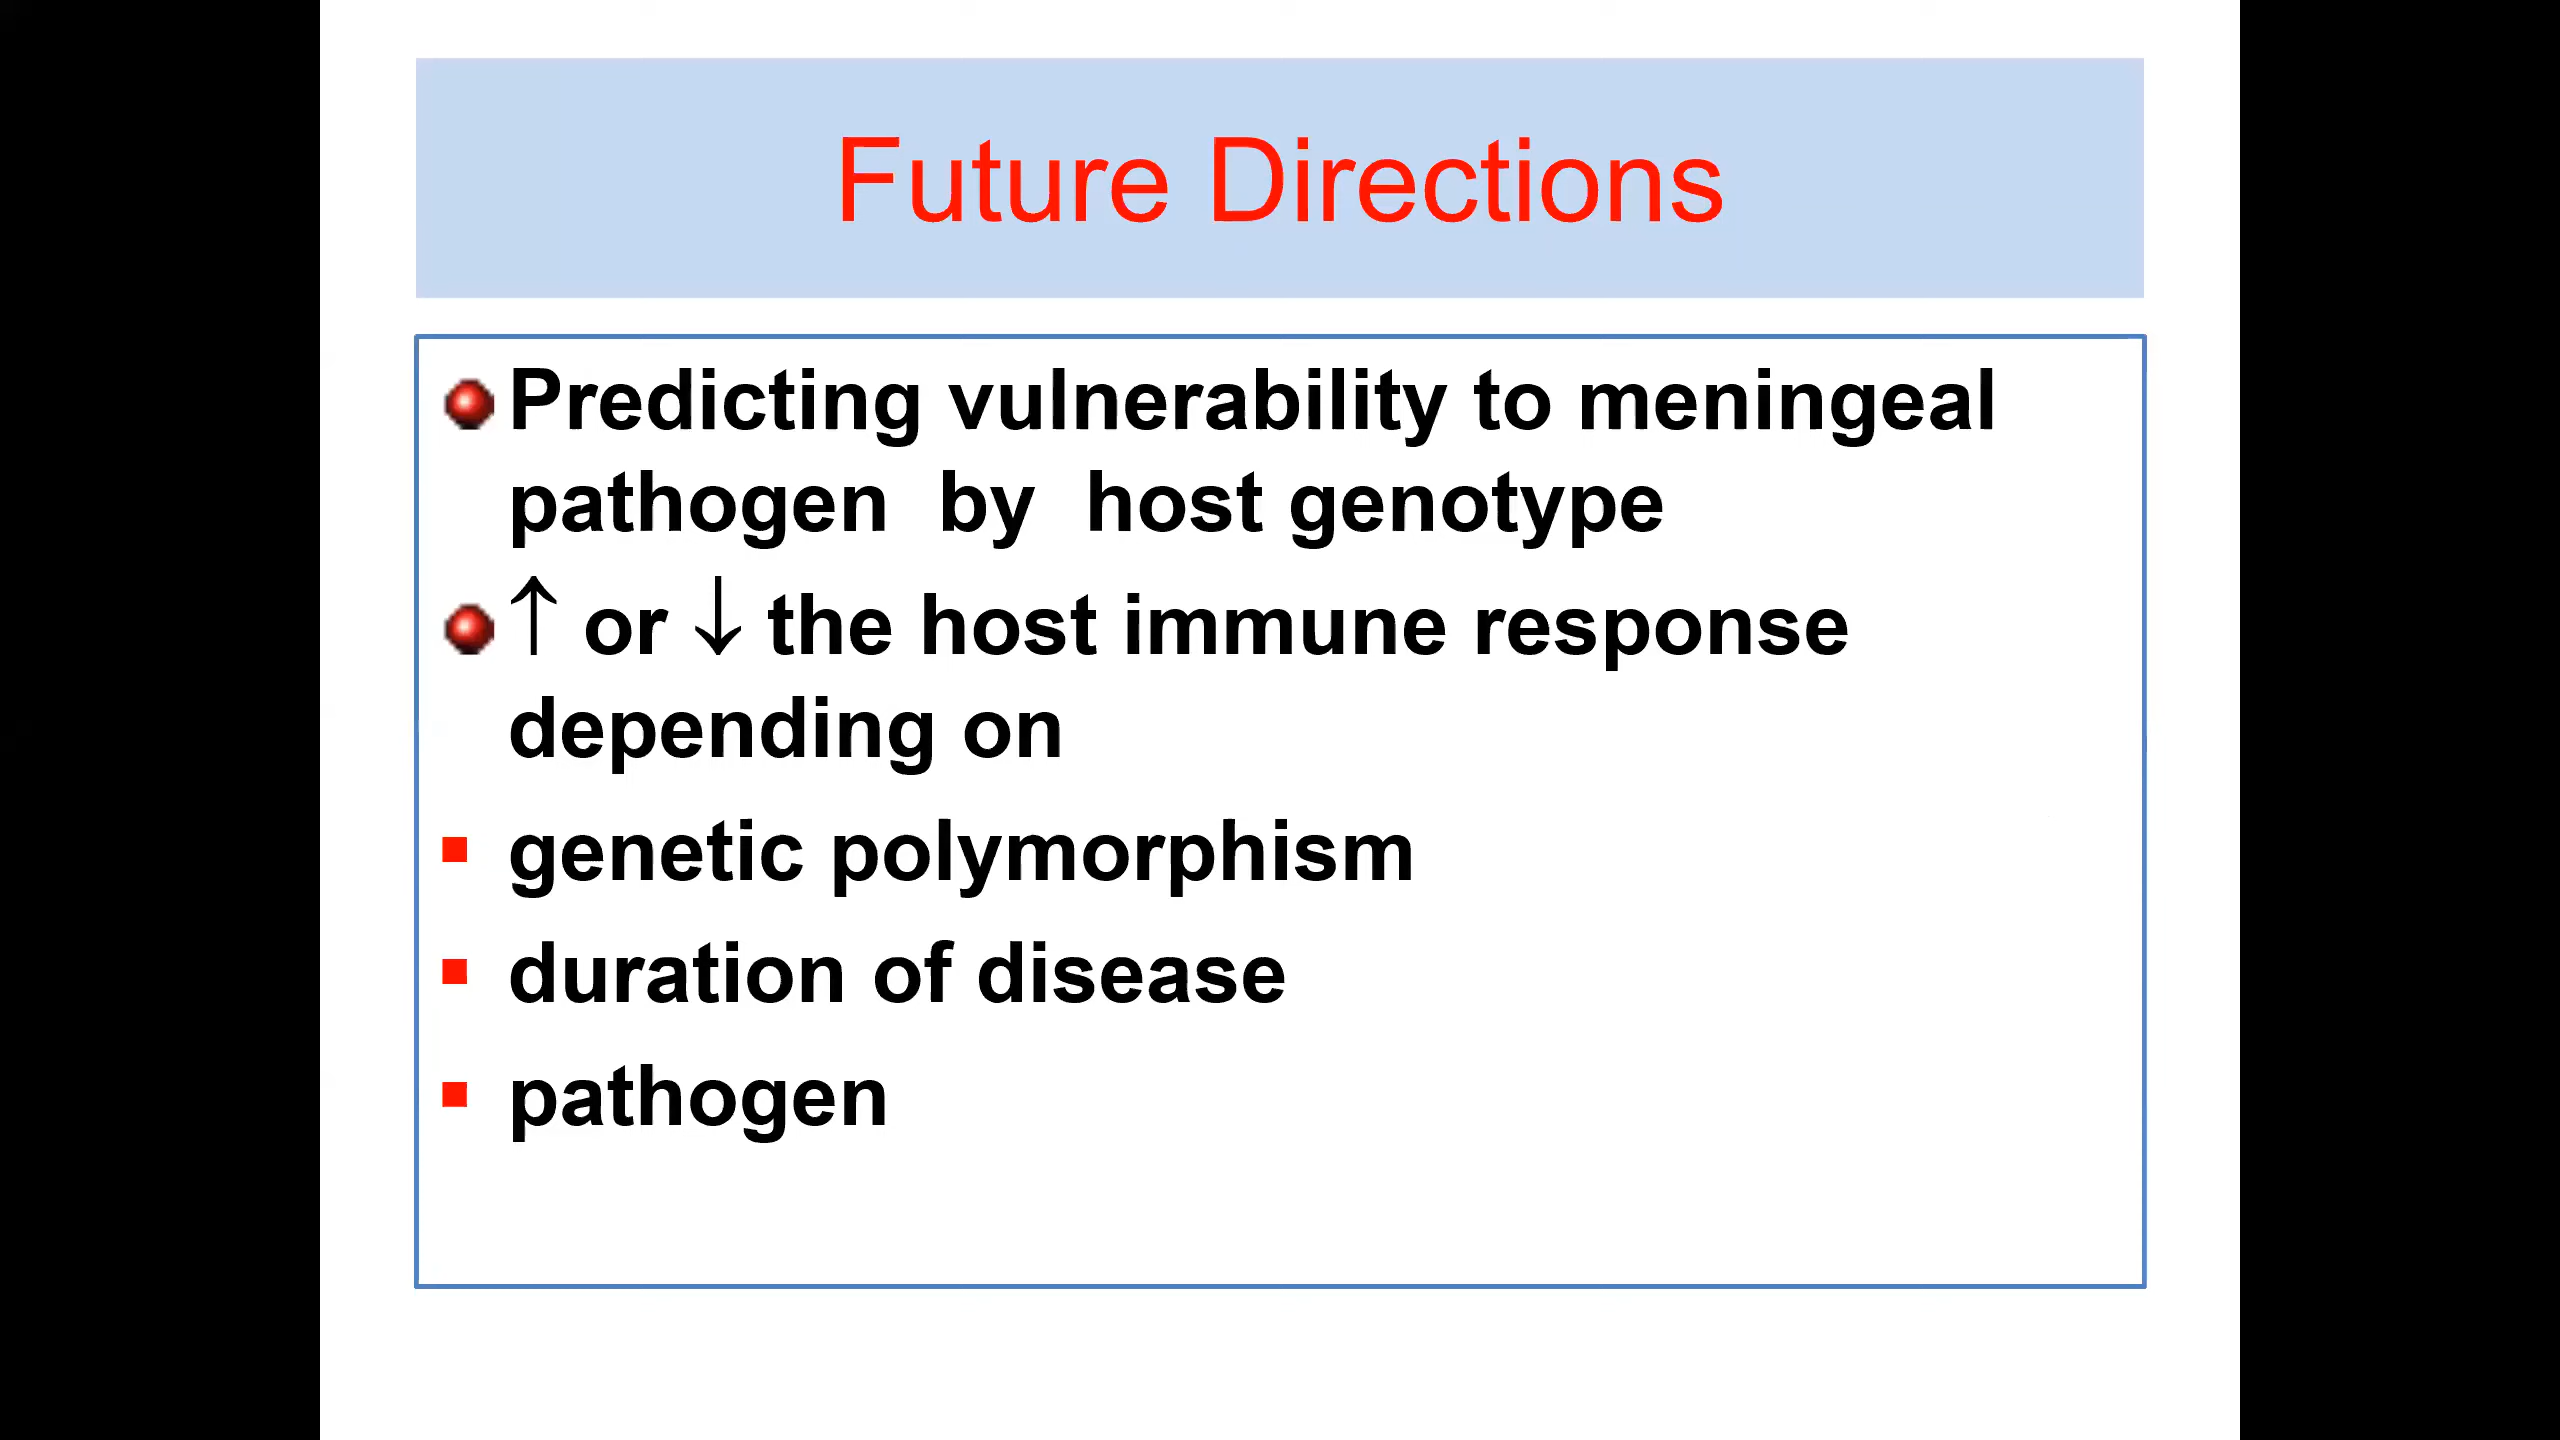 Future Directions
Predicting vulnerability to meningeal
pathogen by host genotype
↑ or ↓ the host immune response
depending on
genetic polymorphism
duration of disease
pathogen